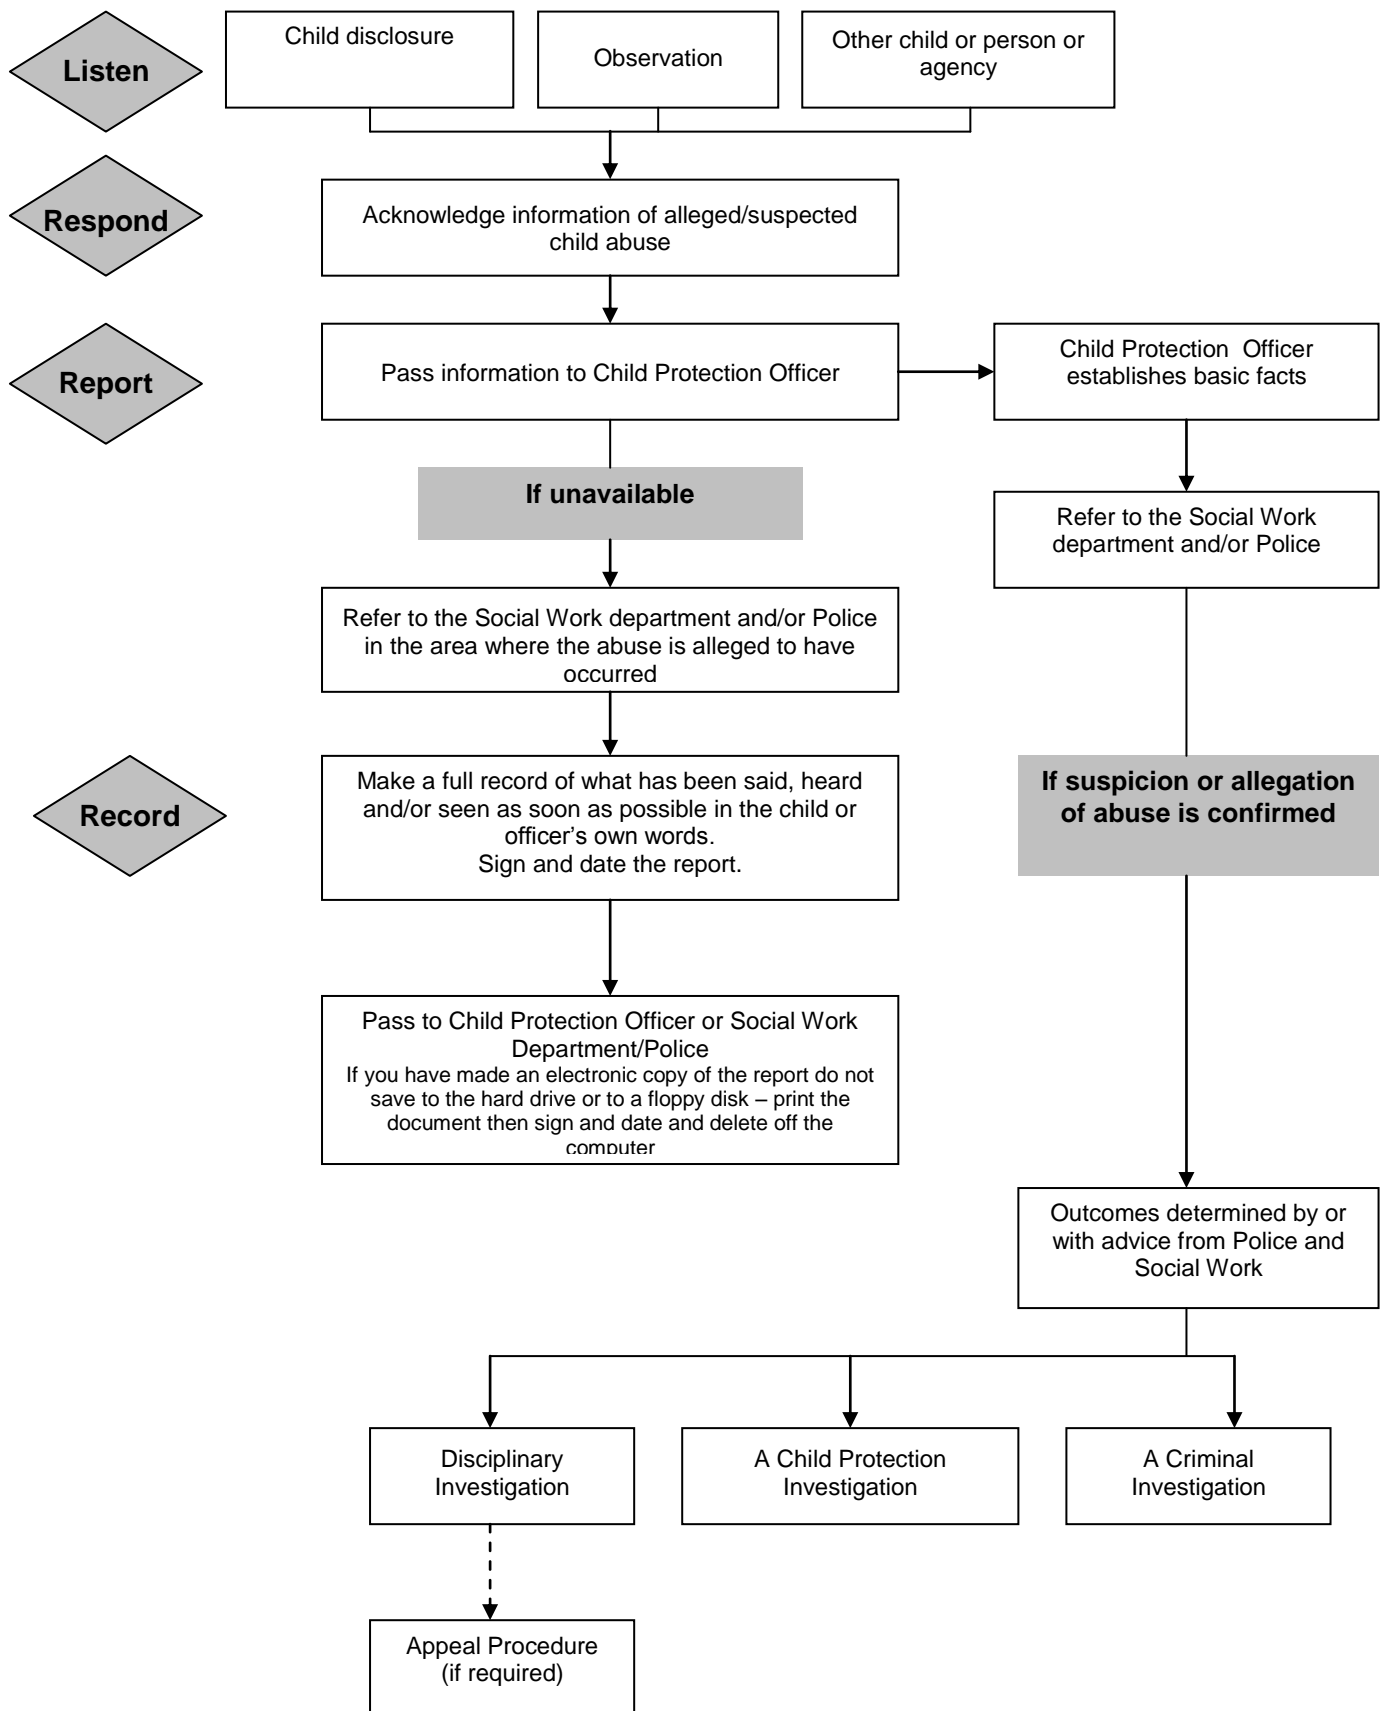 Listen
Child disclosure
Observation
Other child or person or
agency
Respond
Acknowledge information of alleged/suspected
child abuse
Report
Pass information to Child Protection Officer
Child Protection Officer
establishes basic facts
If unavailable
Refer to the Social Work
department and/or Police
Refer to the Social Work department and/or Police
in the area where the abuse is alleged to have
occurred
Record
Make a full record of what has been said, heard
and/or seen as soon as possible in the child or
officer's own words.
Sign and date the report.
If suspicion or allegation
of abuse is confirmed
Pass to Child Protection Officer or Social Work
Department/Police
If you have made an electronic copy of the report do not
save to the hard drive or to a floppy disk – print the
document then sign and date and delete off the
computer
Outcomes determined by or
with advice from Police and
Social Work
Disciplinary
Investigation
A Child Protection
Investigation
A Criminal
Investigation
Appeal Procedure
(if required)